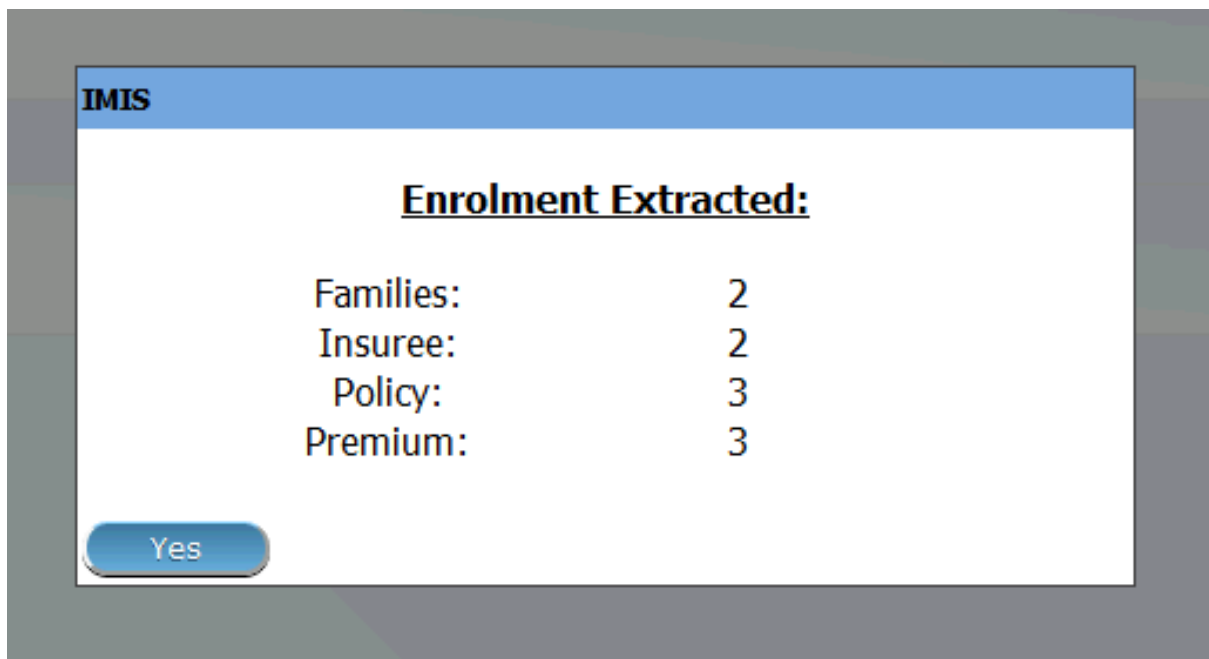 IMIS
Enrolment Extracted:
Families: 2
Insuree: 2
Policy: 3
Premium: 3
Yes